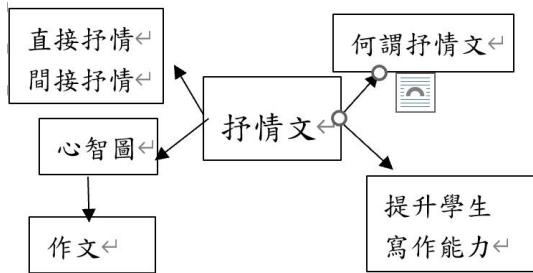 直接抒情
間接抒情
何謂抒情文
抒情文
心智圖
提升學生
寫作能力
作文